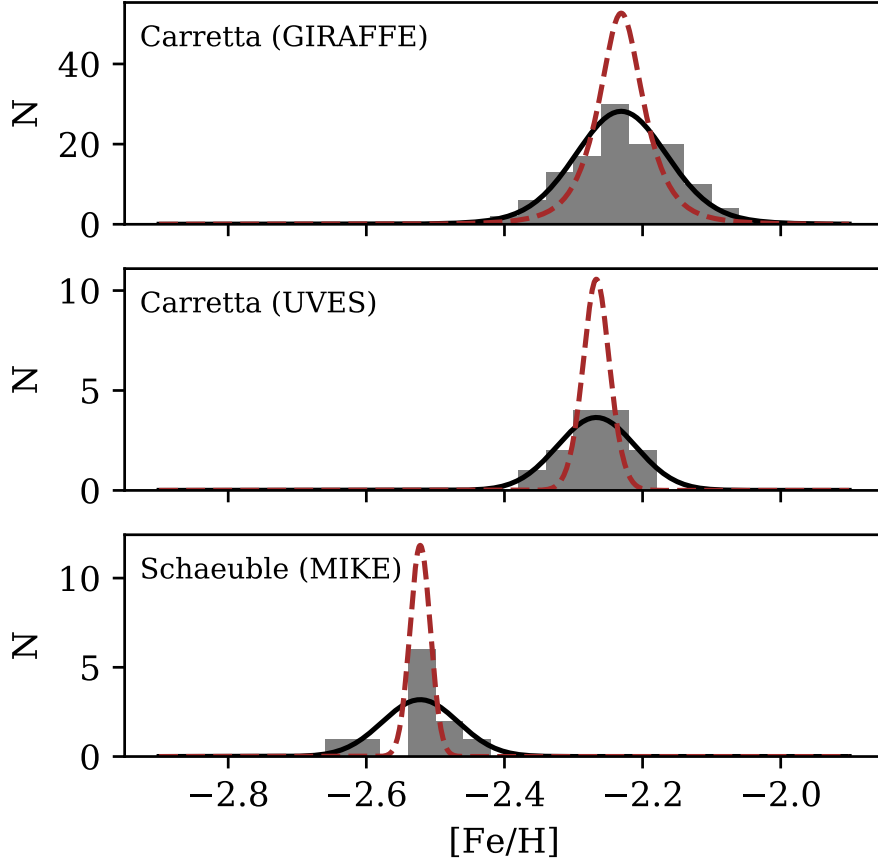 Carretta (GIRAFFE)
40
20
0
N
Carretta (UVES)
10
5
0
N
Schaeuble (MIKE)
10
5
0
N
−2.8 −2.6 −2.4 −2.2 −2.0
[Fe/H]